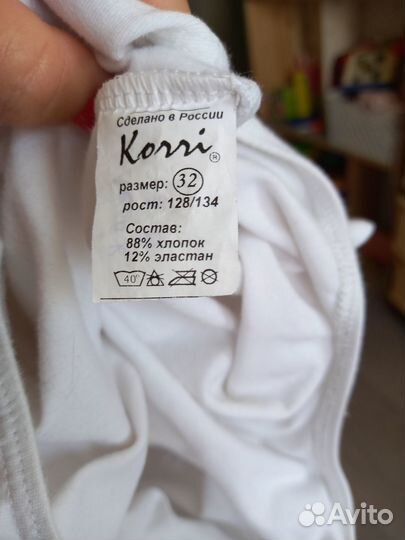 Сделано в России
Korri ®
размер: 32
рост: 128/134
Состав:
88% хлопок
12% эластан
40°
Avito